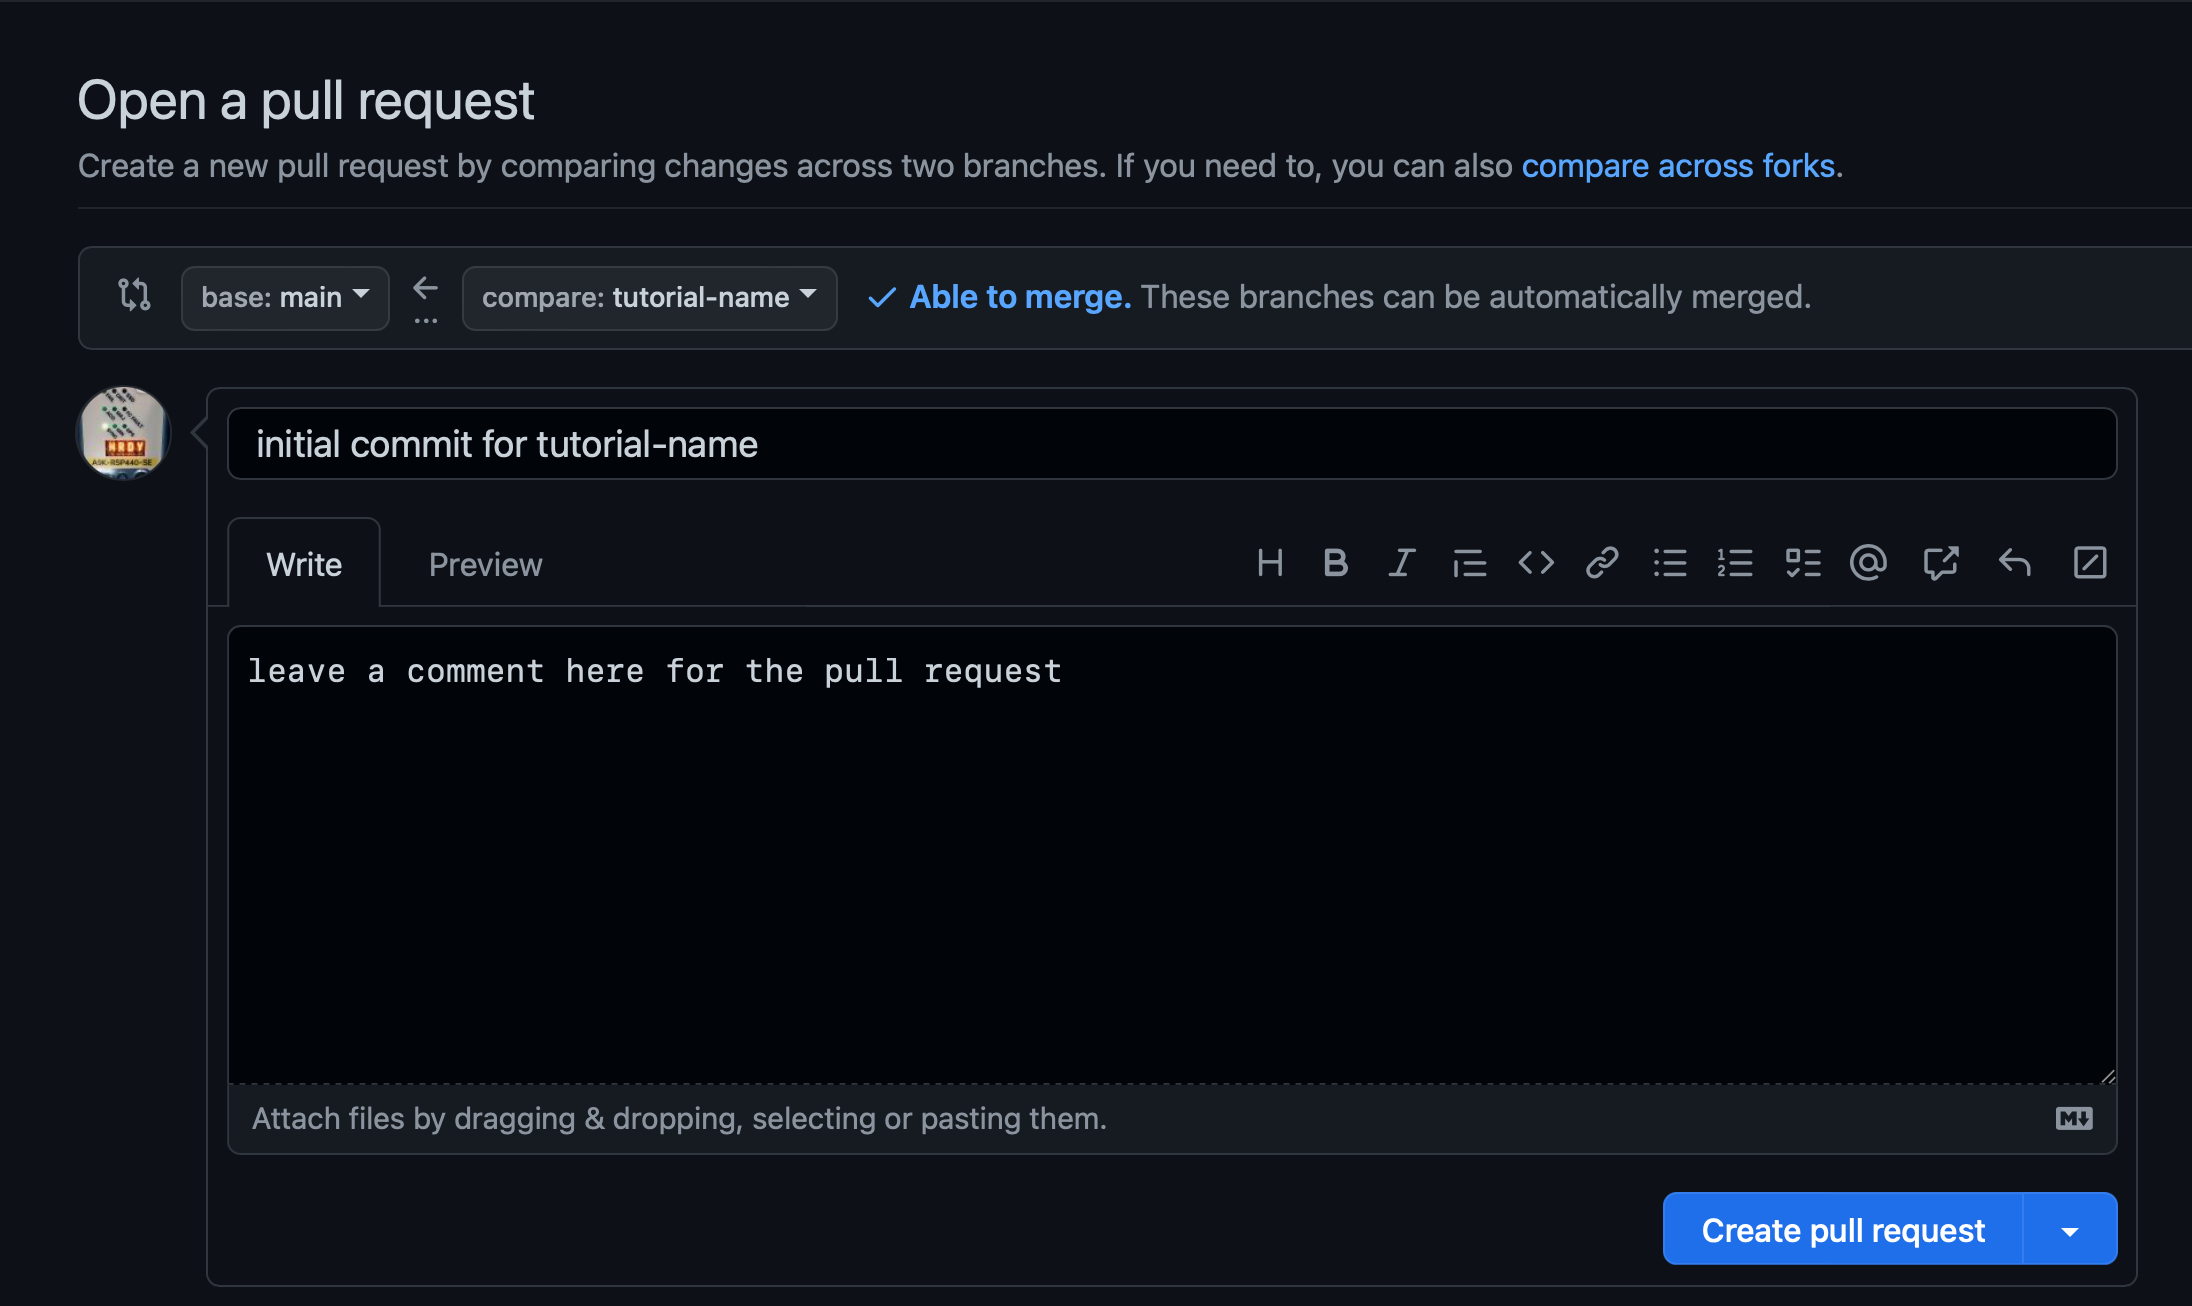 Open a pull request
Create a new pull request by comparing changes across two branches. If you need to, you can also compare across forks.
base: main
compare: tutorial-name
Able to merge. These branches can be automatically merged.
initial commit for tutorial-name
Write
Preview
leave a comment here for the pull request
Attach files by dragging & dropping, selecting or pasting them.
Create pull request